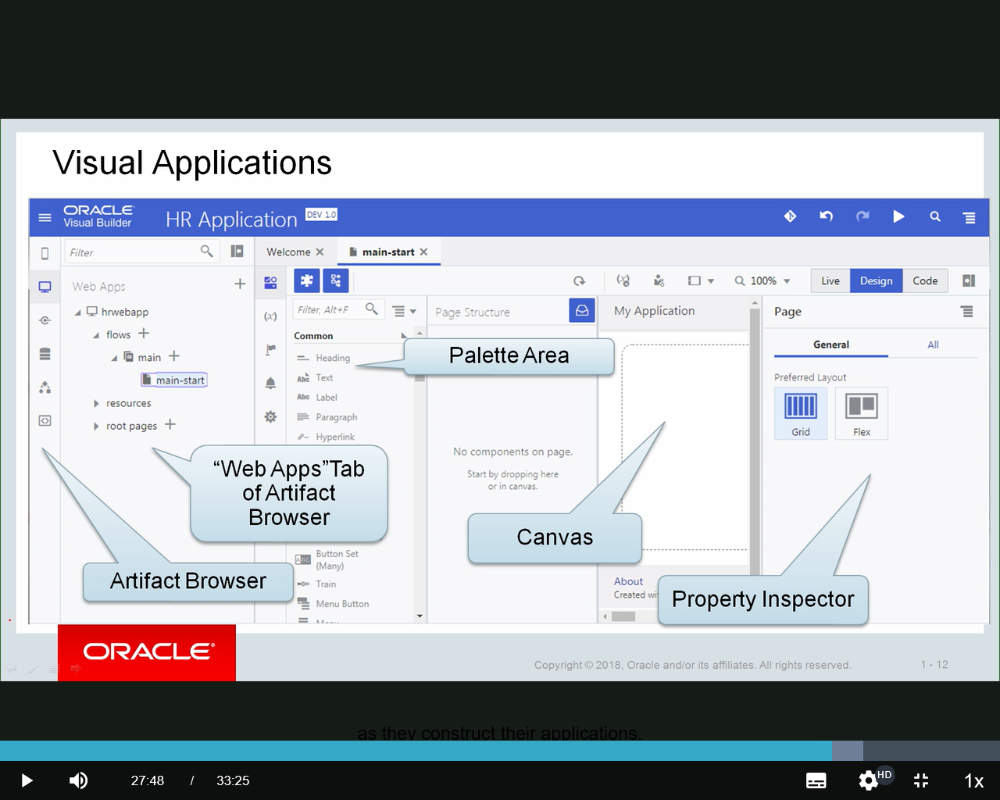 Visual Applications
ORACLE
Visual Builder
HR Application
DEV 1.0
Filter
Welcome
main-start
Web Apps
100%
Live
Design
Code
hrwebapp
flows
main
main-start
resources
root pages
(x)
Filter, Alt+F
Common
Heading
Abc Text
Abc Label
Paragraph
Hyperlink
Button Set
(Many)
Train
Menu Button
Page Structure
No components on page.
Start by dropping here
or in canvas.
My Application
About
Page
General
All
Preferred Layout
Grid
Flex
Palette Area
“Web Apps”Tab
of Artifact
Browser
Artifact Browser
Canvas
Property Inspector
ORACLE®
Copyright © 2018, Oracle and/or its affiliates. All rights reserved.
1 - 12
as they construct their applications.
27:48 / 33:25
HD
1x